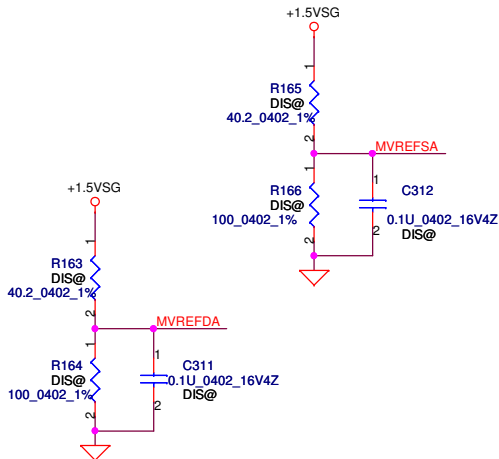 +1.5VSG
1
R165
DIS@
40.2_0402_1%
2
MVREFSA
1
R166
DIS@
100_0402_1%
2
1
C312
0.1U_0402_16V4Z
2
DIS@
+1.5VSG
1
R163
DIS@
40.2_0402_1%
2
MVREFDA
1
R164
DIS@
100_0402_1%
2
1
C311
0.1U_0402_16V4Z
DIS@
2